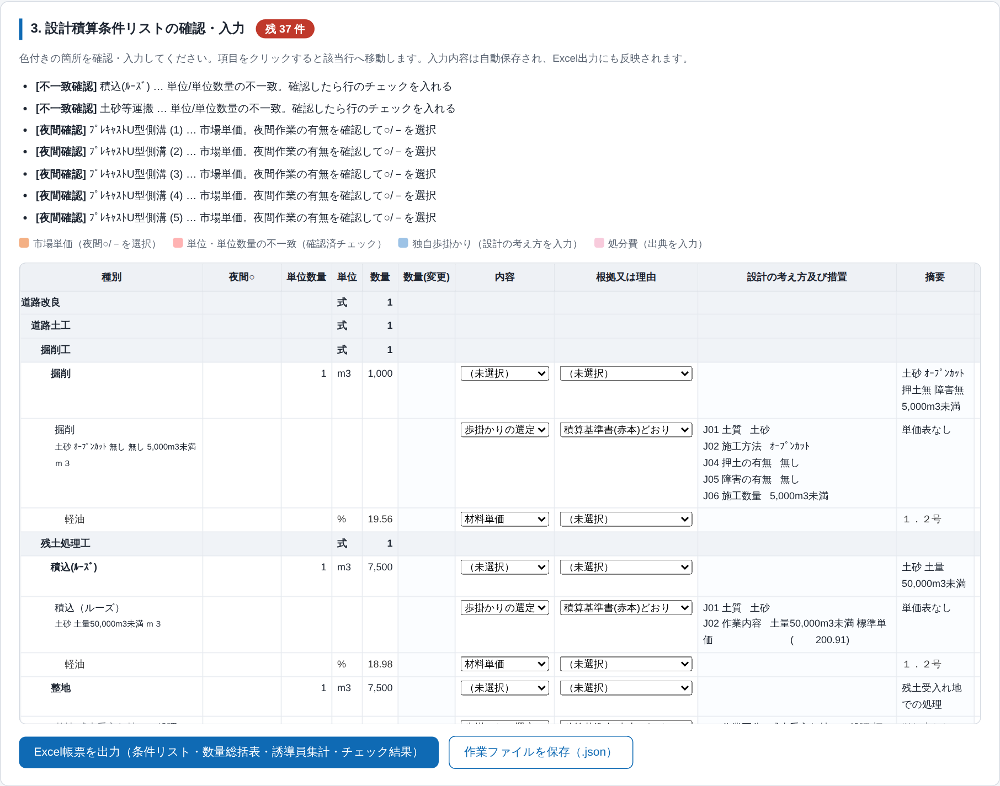 3. 設計積算条件リストの確認・入力 残 37 件
色付きの箇所を確認・入力してください。項目をクリックすると該当行へ移動します。入力内容は自動保存され、Excel出力にも反映されます。
• [不一致確認] 積込(ﾙｰｽﾞ) … 単位/単位数量の不一致。確認したら行のチェックを入れる
• [不一致確認] 土砂等運搬 … 単位/単位数量の不一致。確認したら行のチェックを入れる
• [夜間確認] ﾌﾟﾚｷｬｽﾄU型側溝 (1) … 市場単価。夜間作業の有無を確認して○/－を選択
• [夜間確認] ﾌﾟﾚｷｬｽﾄU型側溝 (2) … 市場単価。夜間作業の有無を確認して○/－を選択
• [夜間確認] ﾌﾟﾚｷｬｽﾄU型側溝 (3) … 市場単価。夜間作業の有無を確認して○/－を選択
• [夜間確認] ﾌﾟﾚｷｬｽﾄU型側溝 (4) … 市場単価。夜間作業の有無を確認して○/－を選択
• [夜間確認] ﾌﾟﾚｷｬｽﾄU型側溝 (5) … 市場単価。夜間作業の有無を確認して○/－を選択
市場単価（夜間○/－を選択） 単位・単位数量の不一致（確認済チェック） 独自歩掛かり（設計の考え方を入力） 処分費（出典を入力）
種別 夜間○ 単位数量 単位 数量 数量(変更) 内容 根拠又は理由 設計の考え方及び措置 摘要
道路改良 式 1
道路土工 式 1
掘削工 式 1
掘削 1 m3 1,000 （未選択） （未選択） 土砂 ｵｰﾌﾟﾝｶｯﾄ
押土無 障害無
5,000m3未満
掘削 歩掛かりの選定 積算基準書(赤本)どおり J01 土質 土砂 単価表なし
土砂 ｵｰﾌﾟﾝｶｯﾄ 無し 無し 5,000m3未満 J02 施工方法 ｵｰﾌﾟﾝｶｯﾄ
ｍ３ J04 押土の有無 無し
J05 障害の有無 無し
J06 施工数量 5,000m3未満
軽油 % 19.56 材料単価 （未選択） １．２号
残土処理工 式 1
積込(ﾙｰｽﾞ) 1 m3 7,500 （未選択） （未選択） 土砂 土量
50,000m3未満
積込（ルーズ） 歩掛かりの選定 積算基準書(赤本)どおり J01 土質 土砂 単価表なし
土砂 土量50,000m3未満 ｍ３ J02 作業内容 土量50,000m3未満 標準単
価 ( 200.91)
軽油 % 18.98 材料単価 （未選択） １．２号
整地 1 m3 7,500 （未選択） （未選択） 残土受入れ地
での処理
Excel帳票を出力（条件リスト・数量総括表・誘導員集計・チェック結果） 作業ファイルを保存（.json）